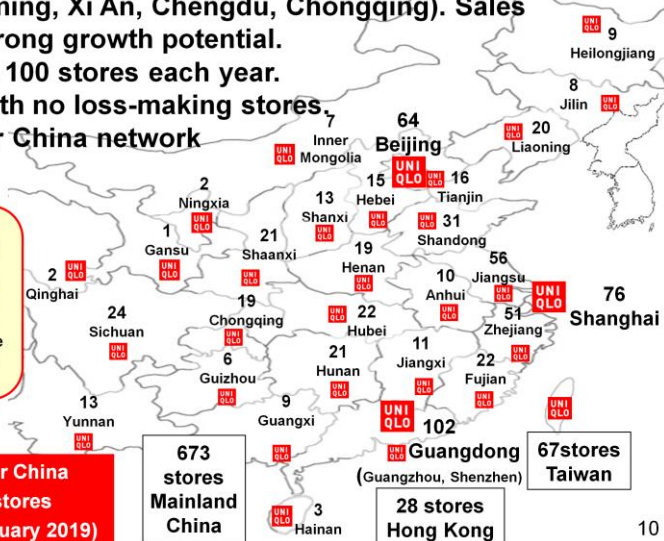 ming, Xi An, Chengdu, Chongqing). Sales
rong growth potential.
100 stores each year.
th no loss-making stores.
r China network
9
Heilongjiang
8
Jilin
20
Liaoning
7
Inner
Mongolia
64
Beijing
16
Tianjin
15
Hebei
13
Shanxi
2
Ningxia
1
Gansu
21
Shaanxi
31
Shandong
19
Henan
2
Qinghai
56
Jiangsu
10
Anhui
76
Shanghai
51
Zhejiang
24
Sichuan
19
Chongqing
22
Hubei
11
Jiangxi
22
Fujian
6
Guizhou
21
Hunan
13
Yunnan
9
Guangxi
102
Guangdong
(Guangzhou, Shenzhen)
3
Hainan
UNI
QLO
673
stores
Mainland
China
28 stores
Hong Kong
67stores
Taiwan
r China
stores
uary 2019)
10